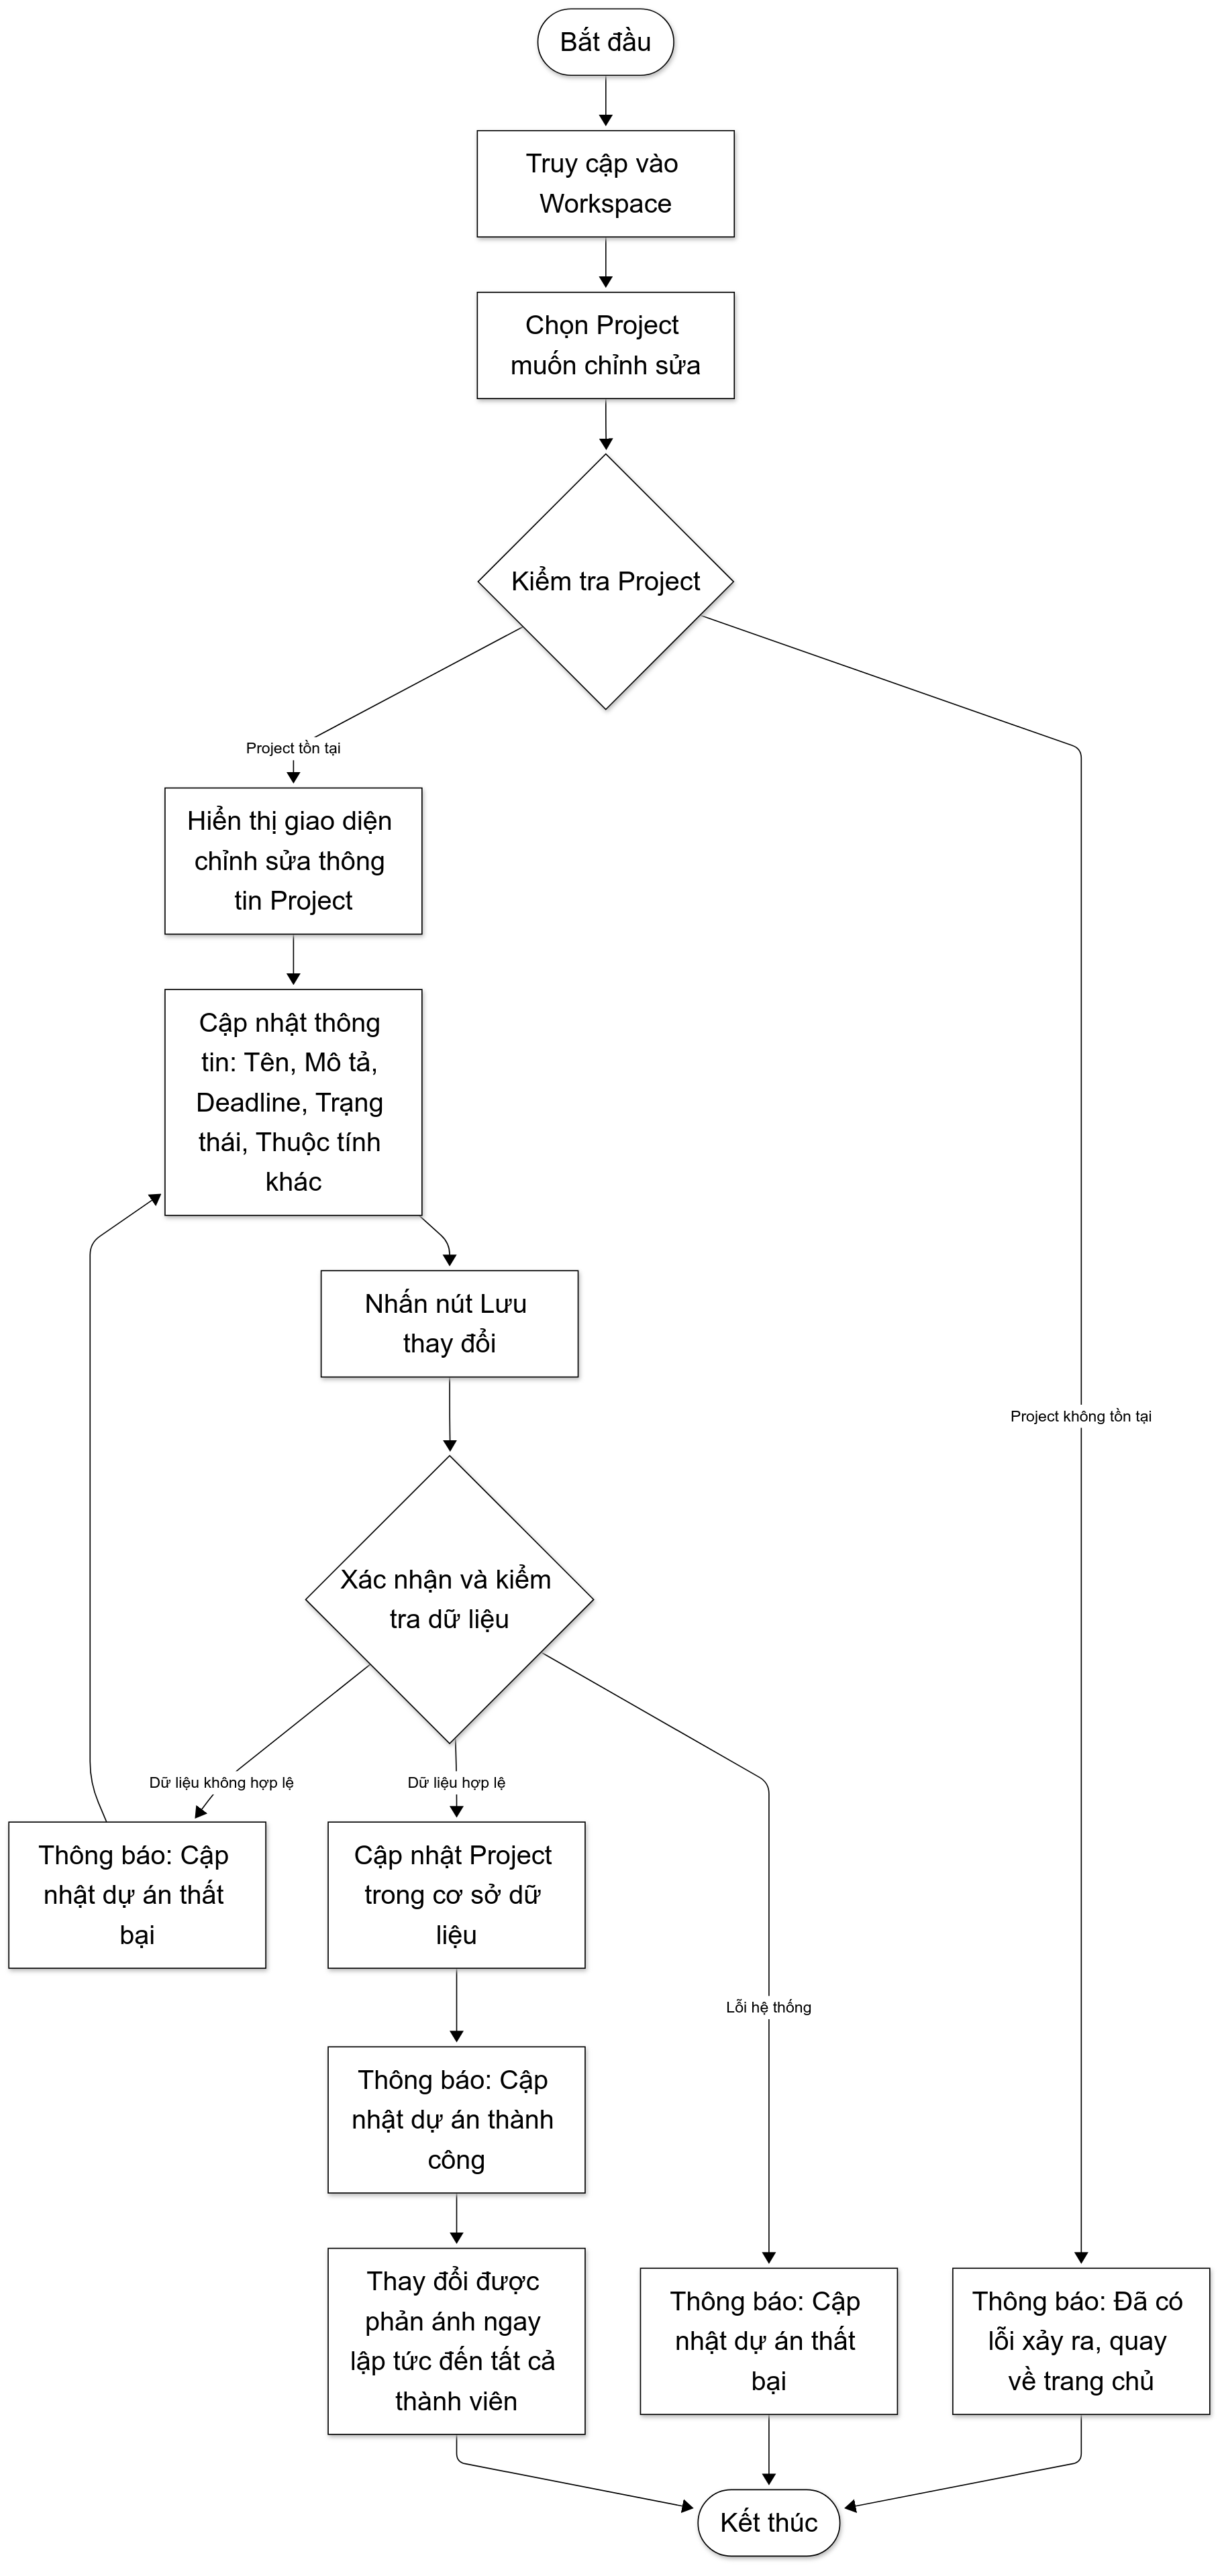 Bắt đầu
Truy cập vào
Workspace
Chọn Project
muốn chỉnh sửa
Kiểm tra Project
Project tồn tại
Hiển thị giao diện
chỉnh sửa thông
tin Project
Cập nhật thông
tin: Tên, Mô tả,
Deadline, Trạng
thái, Thuộc tính
khác
Nhấn nút Lưu
thay đổi
Project không tồn tại
Xác nhận và kiểm
tra dữ liệu
Dữ liệu không hợp lệ
Dữ liệu hợp lệ
Thông báo: Cập
nhật dự án thất
bại
Cập nhật Project
trong cơ sở dữ
liệu
Lỗi hệ thống
Thông báo: Cập
nhật dự án thành
công
Thay đổi được
phản ánh ngay
lập tức đến tất cả
thành viên
Thông báo: Cập
nhật dự án thất
bại
Thông báo: Đã có
lỗi xảy ra, quay
về trang chủ
Kết thúc